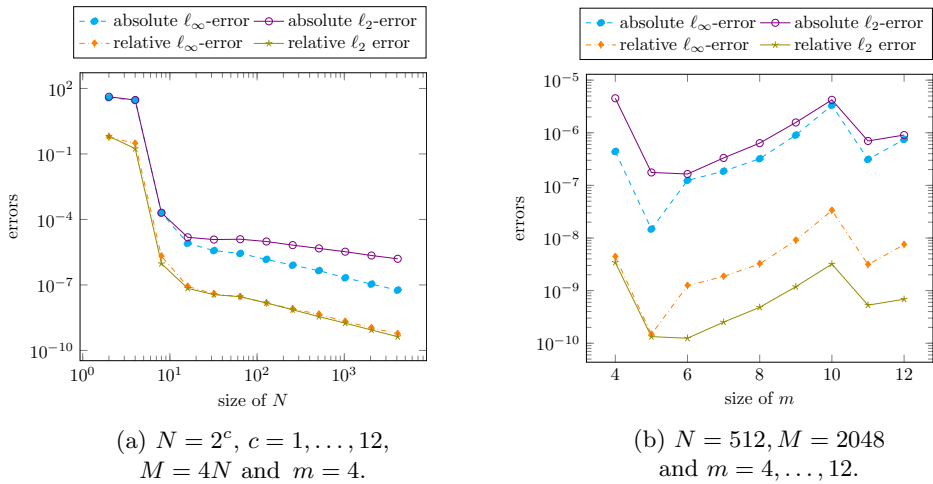 absolute ℓ∞-error absolute ℓ2-error
relative ℓ∞-error relative ℓ2 error
10^2
10^−1
10^−4
10^−7
10^−10
errors
10^0 10^1 10^2 10^3
size of N
(a) N = 2^c, c = 1, . . . , 12,
M = 4N and m = 4.
absolute ℓ∞-error absolute ℓ2-error
relative ℓ∞-error relative ℓ2 error
10^−5
10^−6
10^−7
10^−8
10^−9
10^−10
errors
4 6 8 10 12
size of m
(b) N = 512, M = 2048
and m = 4, . . . , 12.